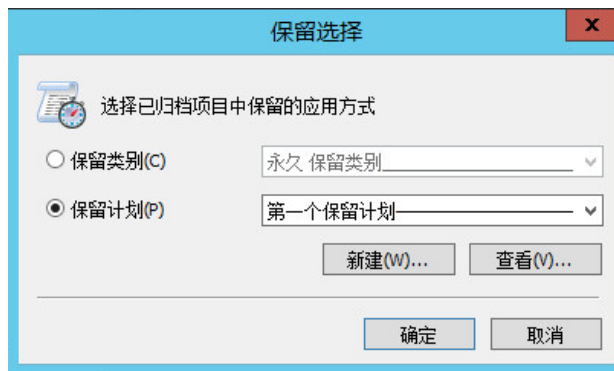 保留选择
x
选择已归档项目中保留的应用方式
保留类别(C)
永久 保留类别
保留计划(P)
第一个保留计划
新建(W)...
查看(V)...
确定
取消